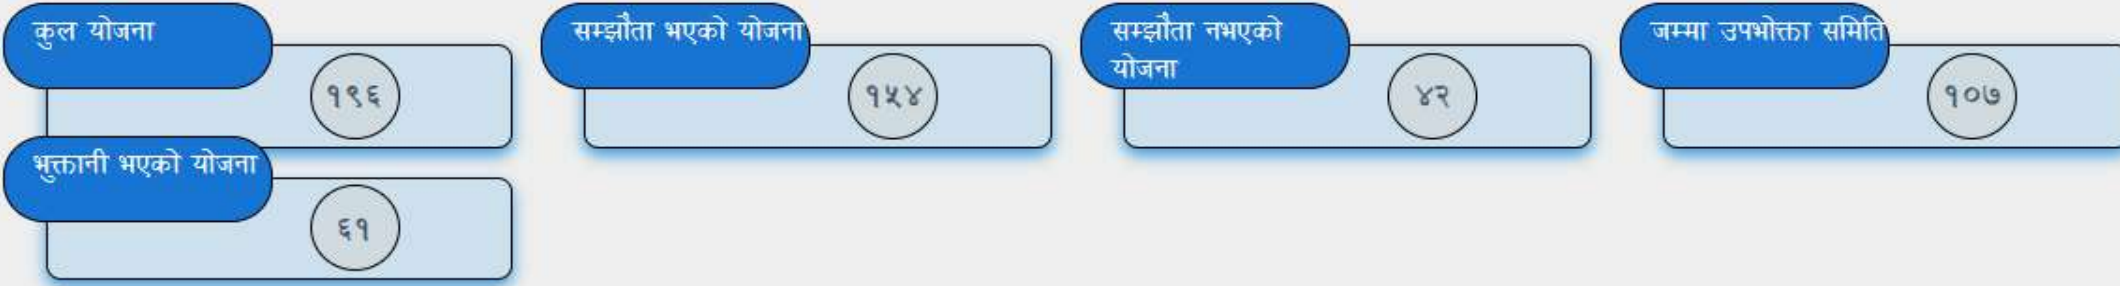 कुल योजना
१९६
सम्झौता भएको योजना
१५४
सम्झौता नभएको
योजना
४२
जम्मा उपभोक्ता समिति
१०७
भुक्तानी भएको योजना
६१